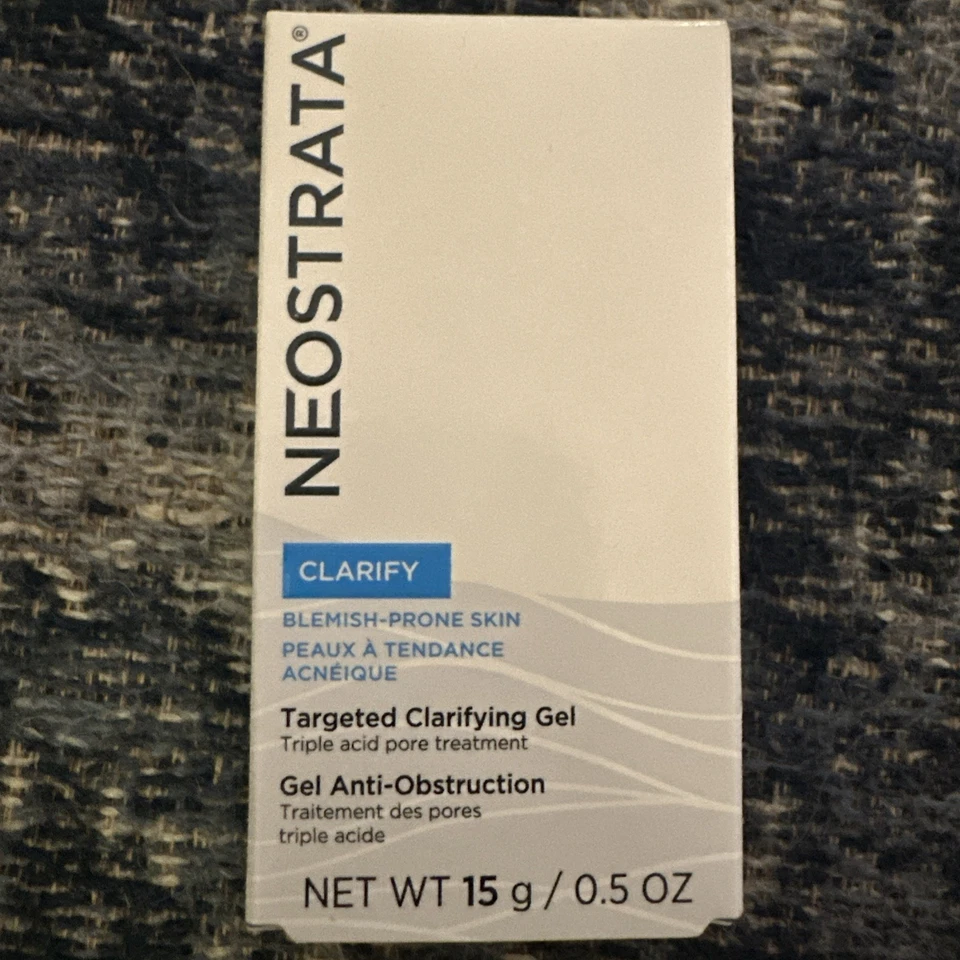 NEOSTRATA®
CLARIFY
BLEMISH-PRONE SKIN
PEAUX À TENDANCE
ACNÉIQUE
Targeted Clarifying Gel
Triple acid pore treatment
Gel Anti-Obstruction
Traitement des pores
triple acide
NET WT 15 g / 0.5 OZ